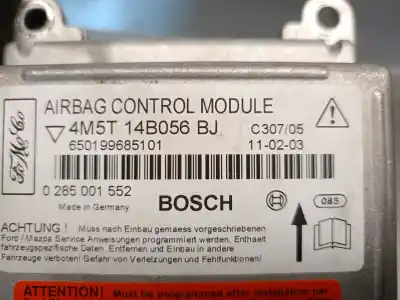 FoMoCo
AIRBAG CONTROL MODULE
4M5T 14B056 BJ
C307/05
650199685101
11-02-03
0 285 001 552
Made in Germany
BOSCH
085
ACHTUNG ! Muss nach Einbau gemaess vorgeschriebenen
Ford / Mazda Service Anweisungen programmiert werden. Enthaelt
fahrzeugspezifische Daten. Entfernen und Einbau in andere
Fahrzeuge verboten! Gefahr von Verletzungen und Fehlfunktionen!
ATTENTION! Must be programmed after installation per